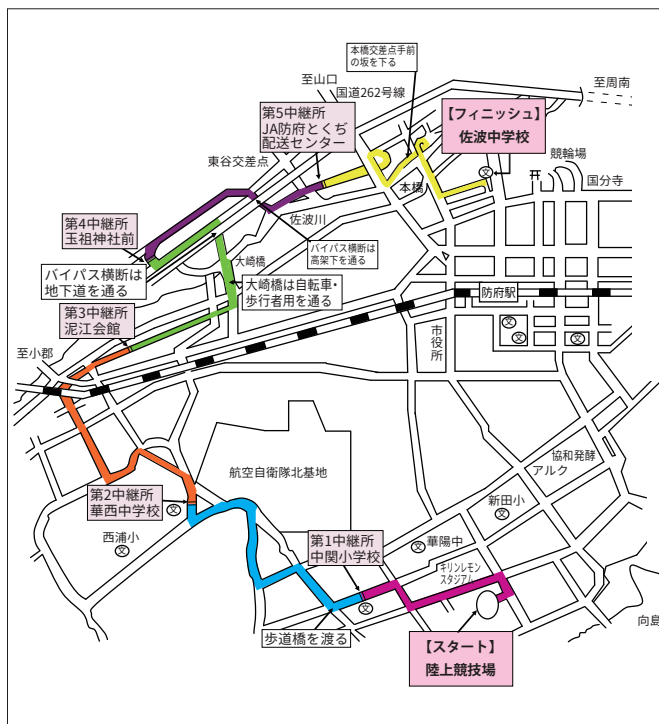 本橋交差点手前
の坂を下る
至山口
国道262号線
至周南
第5中継所
JA防府とくぢ
配送センター
【フィニッシュ】
佐波中学校
東谷交差点
競輪場
文
国分寺
本橋
第4中継所
玉祖神社前
佐波川
バイパス横断は
高架下を通る
大崎橋
バイパス横断は
地下道を通る
大崎橋は自転車・
歩行者用を通る
防府駅
第3中継所
泥江会館
文
文
文
市役所
至小郡
協和発酵
アルク
航空自衛隊北基地
第2中継所
華西中学校
文
新田小
文
西浦小
文
第1中継所
中関小学校
華陽中
文
キリンレモン
スタジアム
文
歩道橋を渡る
向島
【スタート】
陸上競技場